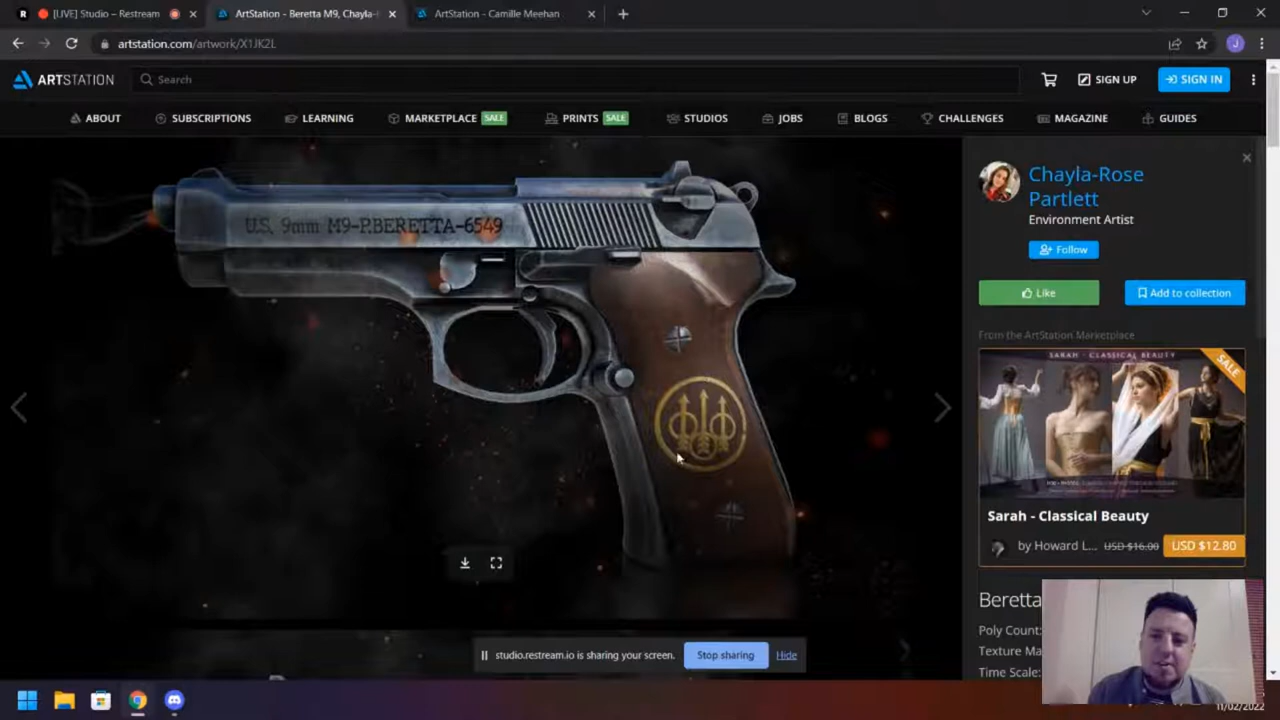 [LIVE] Studio – Restream
ArtStation - Beretta M9, Chayla-
ArtStation - Camille Meehan
artstation.com/artwork/X1JK2L
J
ARTSTATION
Search
SIGN UP
SIGN IN
ABOUT
SUBSCRIPTIONS
LEARNING
MARKETPLACE SALE
PRINTS SALE
STUDIOS
JOBS
BLOGS
CHALLENGES
MAGAZINE
GUIDES
U.S. 9mm M9-P.BERETTA-6549
Chayla-Rose
Partlett
Environment Artist
Follow
Like
Add to collection
From the ArtStation Marketplace
SARAH - CLASSICAL BEAUTY
SALE
Sarah - Classical Beauty
by Howard L... USD $16.00 USD $12.80
Beretta
Poly Count:
Texture Ma
Time Scale:
studio.restream.io is sharing your screen.
Stop sharing
Hide
11/02/2022